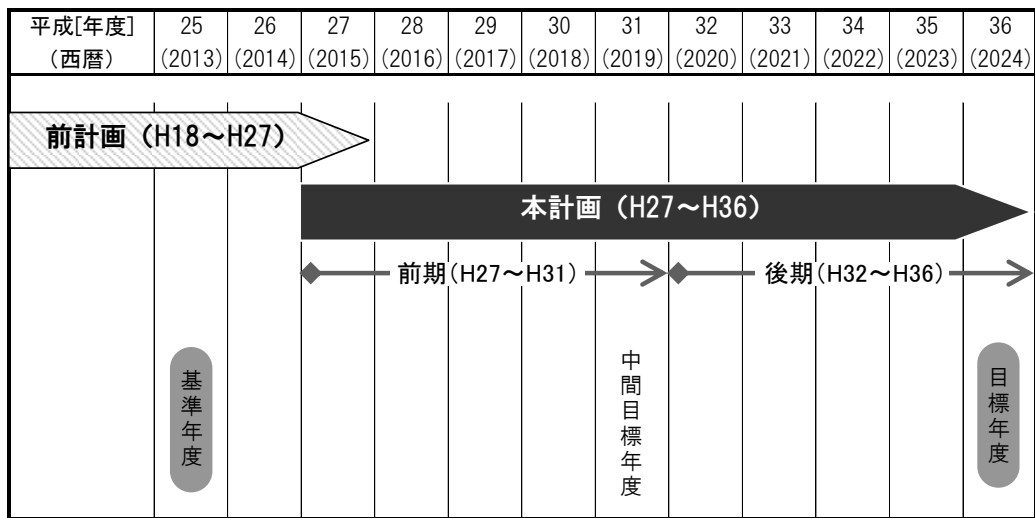 平成[年度] 25 26 27 28 29 30 31 32 33 34 35 36
(西暦) (2013) (2014) (2015) (2016) (2017) (2018) (2019) (2020) (2021) (2022) (2023) (2024)
前計画（H18～H27）
本計画（H27～H36）
前期(H27～H31)
後期(H32～H36)
基準年度
中間目標年度
目標年度